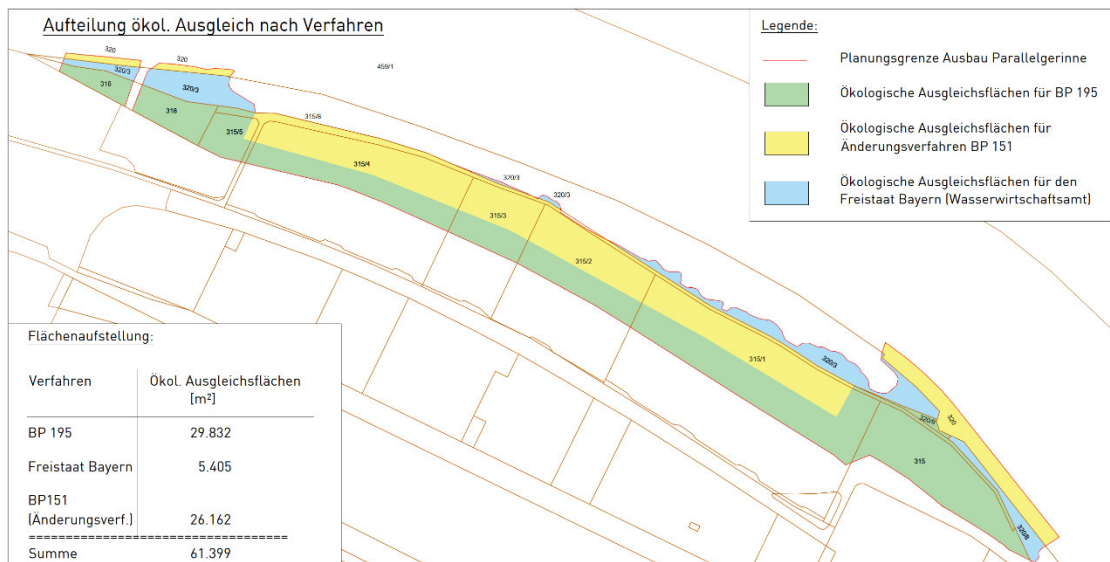 Aufteilung ökol. Ausgleich nach Verfahren
Legende:
Planungsgrenze Ausbau Parallelgerinne
Ökologische Ausgleichsflächen für BP 195
Ökologische Ausgleichsflächen für
Änderungsverfahren BP 151
Ökologische Ausgleichsflächen für den
Freistaat Bayern (Wasserwirtschaftsamt)
320
320
459/1
320/3
318
320/3
318
315/5
315/6
315/4
320/3
320/3
315/3
315/2
315/1
320/3
320
320/9
315
320/8
Flächenaufstellung:
Verfahren Ökol. Ausgleichsflächen
[m²]
BP 195 29.832
Freistaat Bayern 5.405
BP151
(Änderungsverf.) 26.162
==================================
Summe 61.399